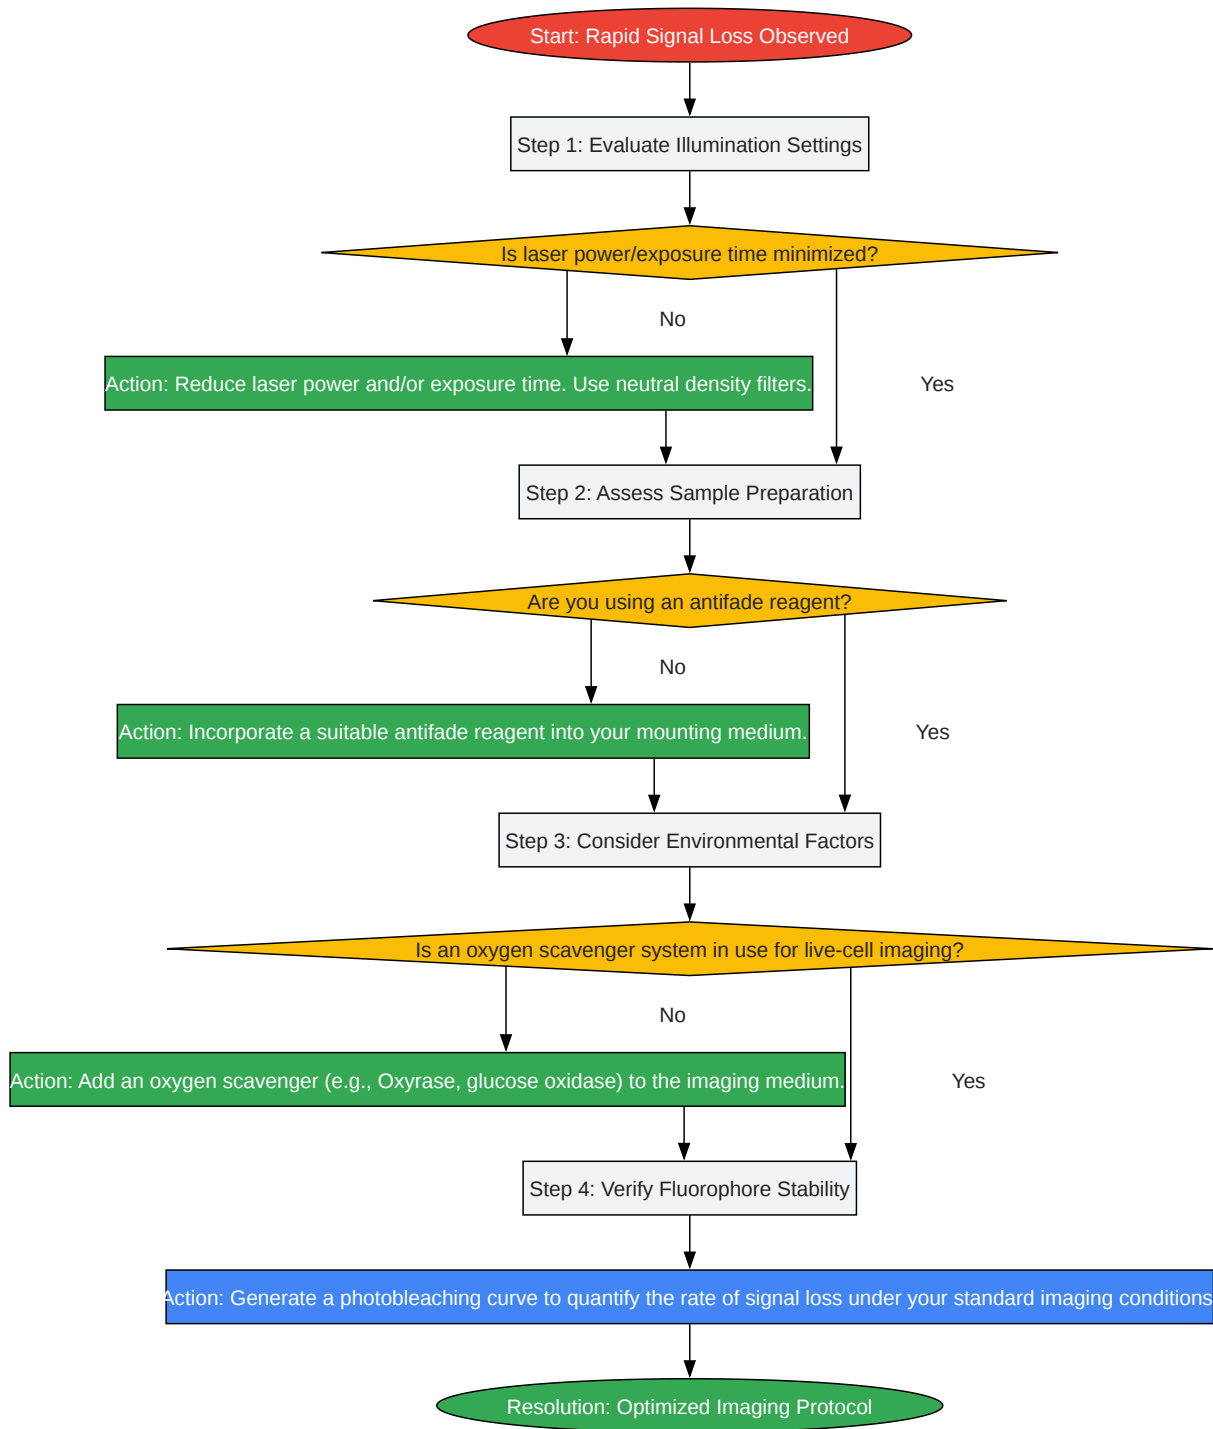 Start: Rapid Signal Loss Observed
Step 1: Evaluate Illumination Settings
Is laser power/exposure time minimized?
No
Action: Reduce laser power and/or exposure time. Use neutral density filters.
Yes
Step 2: Assess Sample Preparation
Are you using an antifade reagent?
No
Action: Incorporate a suitable antifade reagent into your mounting medium.
Yes
Step 3: Consider Environmental Factors
Is an oxygen scavenger system in use for live-cell imaging?
No
Action: Add an oxygen scavenger (e.g., Oxyrase, glucose oxidase) to the imaging medium.
Yes
Step 4: Verify Fluorophore Stability
Action: Generate a photobleaching curve to quantify the rate of signal loss under your standard imaging conditions
Resolution: Optimized Imaging Protocol